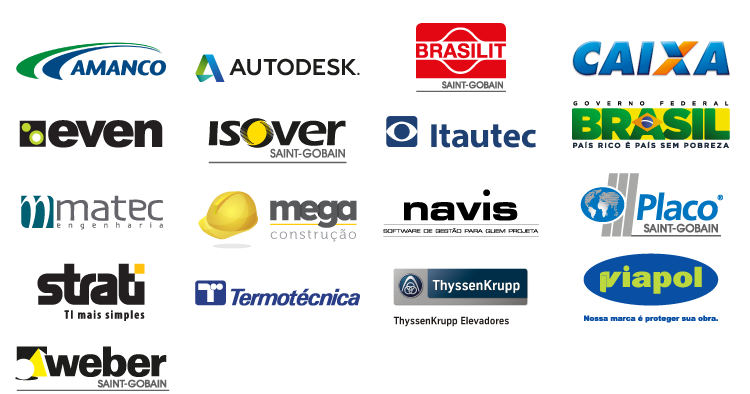 AMANCO
AUTODESK.
BRASILIT
SAINT-GOBAIN
CAIXA
even
ISOVER
SAINT-GOBAIN
Itautec
GOVERNO FEDERAL
BRASIL
PAÍS RICO É PAÍS SEM POBREZA
matec
engenharia
mega
construção
navis
SOFTWARE DE GESTÃO PARA QUEM PROJETA
Placo®
SAINT-GOBAIN
strati
TI mais simples
Termotécnica
ThyssenKrupp
ThyssenKrupp Elevadores
viapol
Nossa marca é proteger sua obra.
weber
SAINT-GOBAIN